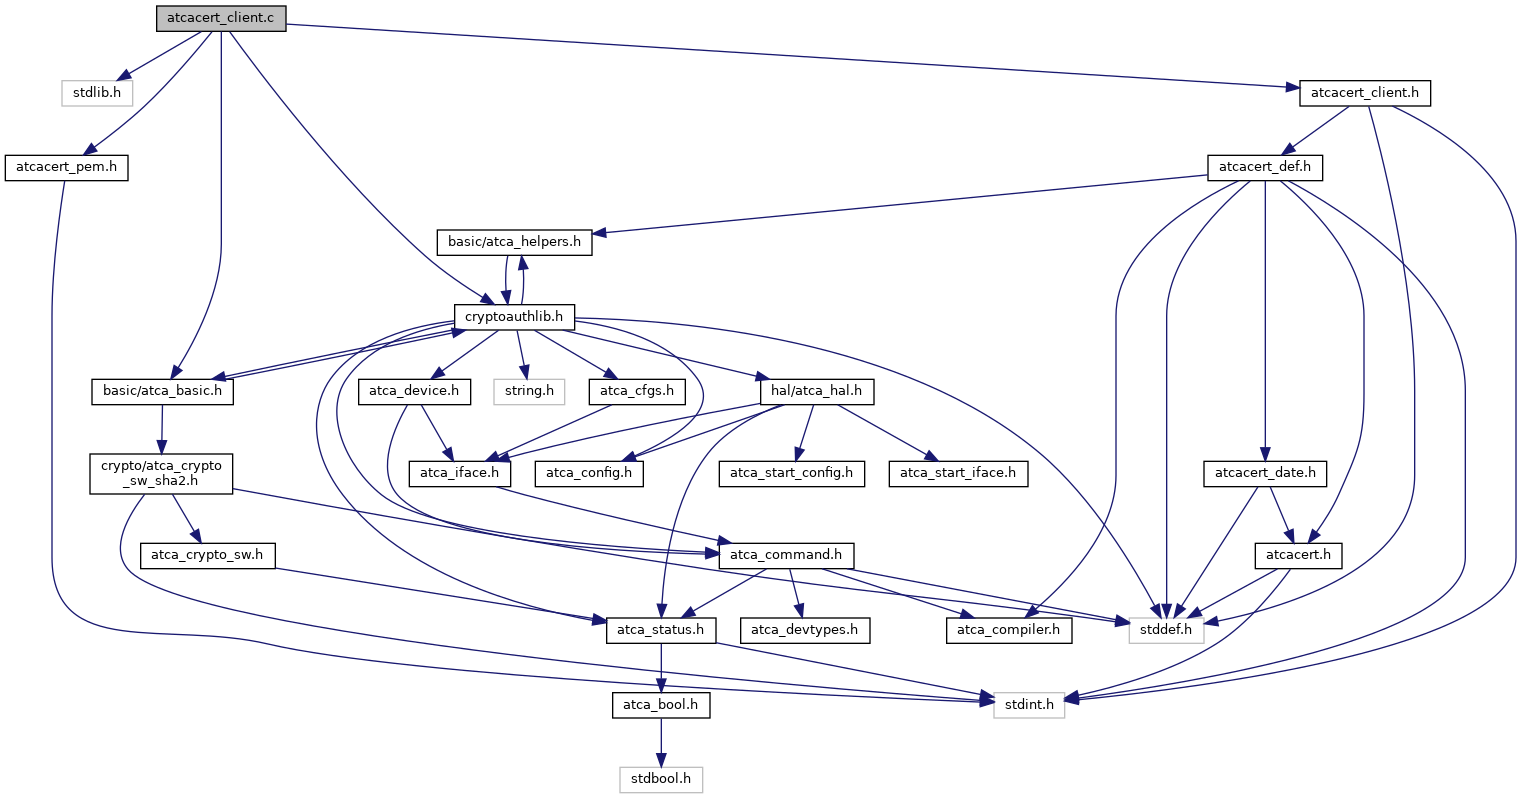 atcacert_client.c
stdlib.h
atcacert_client.h
atcacert_pem.h
atcacert_def.h
basic/atca_helpers.h
cryptoauthlib.h
basic/atca_basic.h
atca_device.h
string.h
atca_cfgs.h
hal/atca_hal.h
crypto/atca_crypto
_sw_sha2.h
atca_iface.h
atca_config.h
atca_start_config.h
atca_start_iface.h
atcacert_date.h
atca_crypto_sw.h
atca_command.h
atcacert.h
atca_status.h
atca_devtypes.h
atca_compiler.h
stddef.h
atca_bool.h
stdint.h
stdbool.h